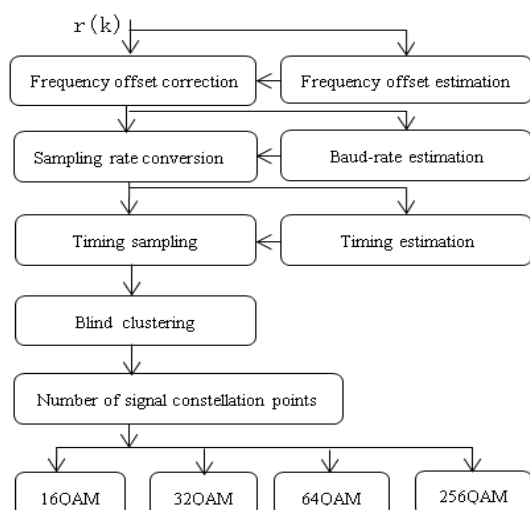 r(k)
Frequency offset correction
Frequency offset estimation
Sampling rate conversion
Baud-rate estimation
Timing sampling
Timing estimation
Blind clustering
Number of signal constellation points
16QAM
32QAM
64QAM
256QAM